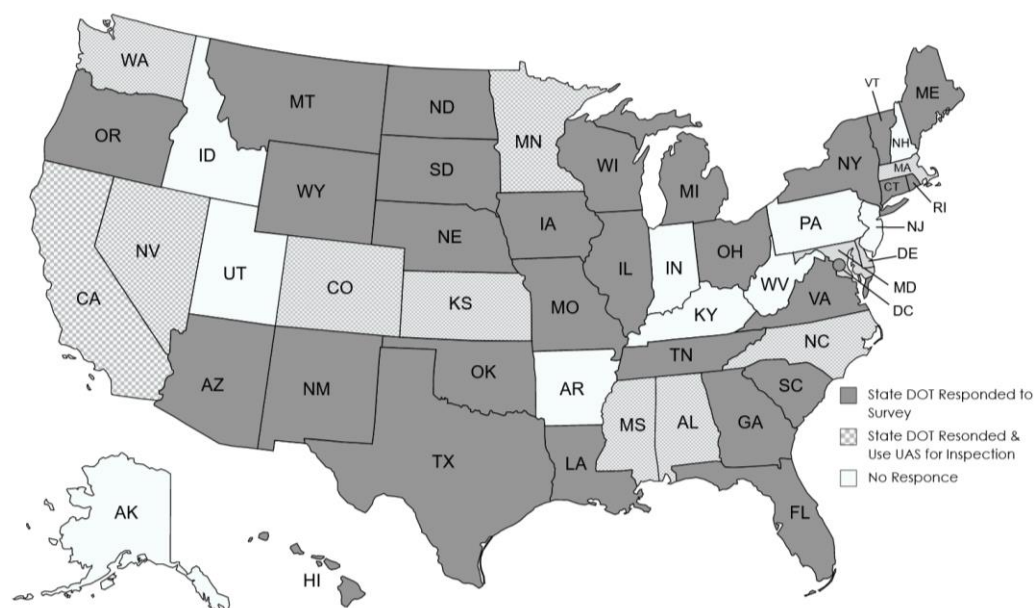 WA
MT
ND
MN
VT
ME
OR
ID
SD
WI
NY
NH
MA
WY
MI
CT
RI
IA
PA
NJ
NE
NV
OH
DE
UT
IL
IN
CA
CO
WV
MD
KS
MO
VA
DC
KY
NC
TN
OK
AZ
NM
AR
SC
State DOT Responded to
Survey
MS
AL
GA
State DOT Resonded &
Use UAS for Inspection
TX
LA
No Responce
AK
FL
HI